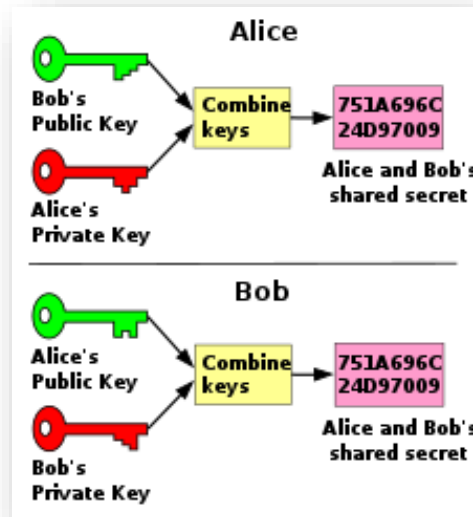 Alice
Bob's
Public Key
Combine
keys
751A696C
24D97009
Alice and Bob's
shared secret
Alice's
Private Key
Bob
Alice's
Public Key
Combine
keys
751A696C
24D97009
Alice and Bob's
shared secret
Bob's
Private Key